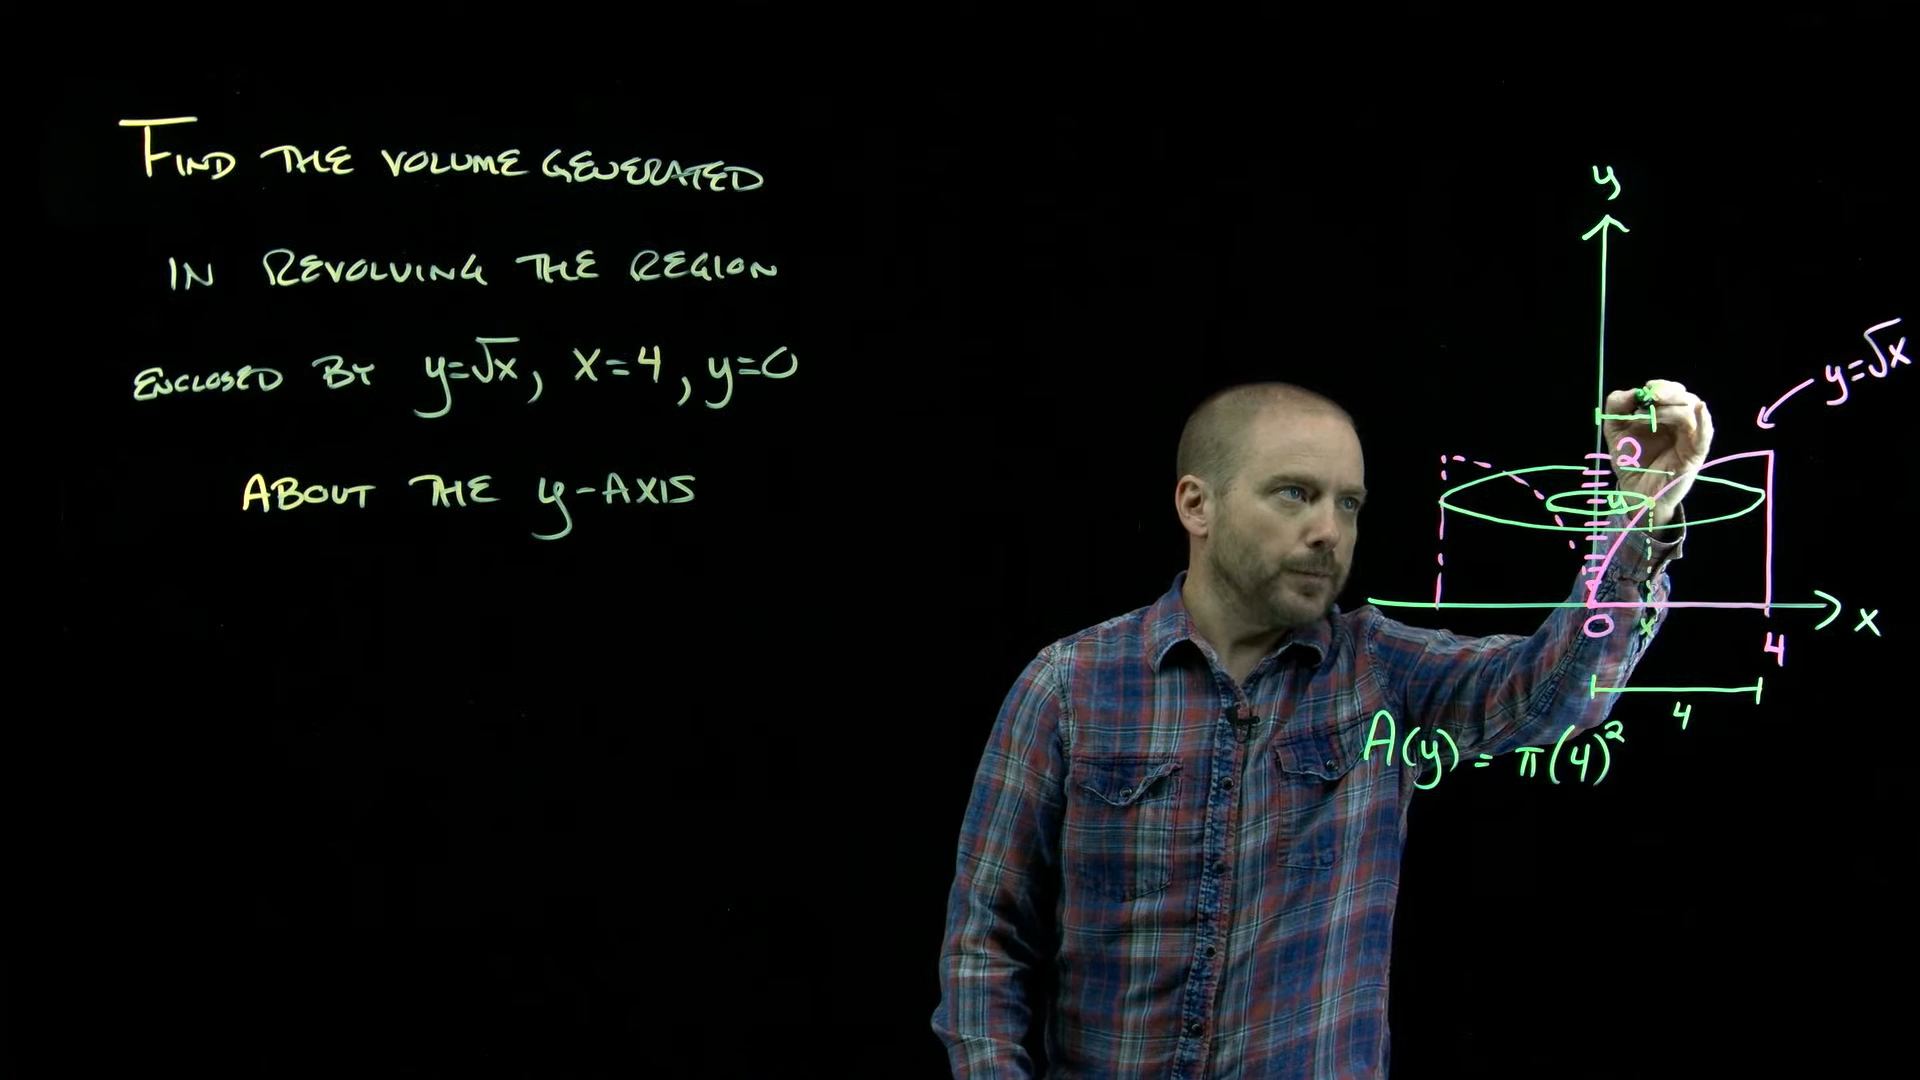 FIND THE VOLUME GENERATED
IN REVOLVING THE REGION
ENCLOSED BY y=√x, x=4, y=0
ABOUT THE y-AXIS
y
y=√x
x
2
y
0
x
x
4
4
A(y) = π(4)²